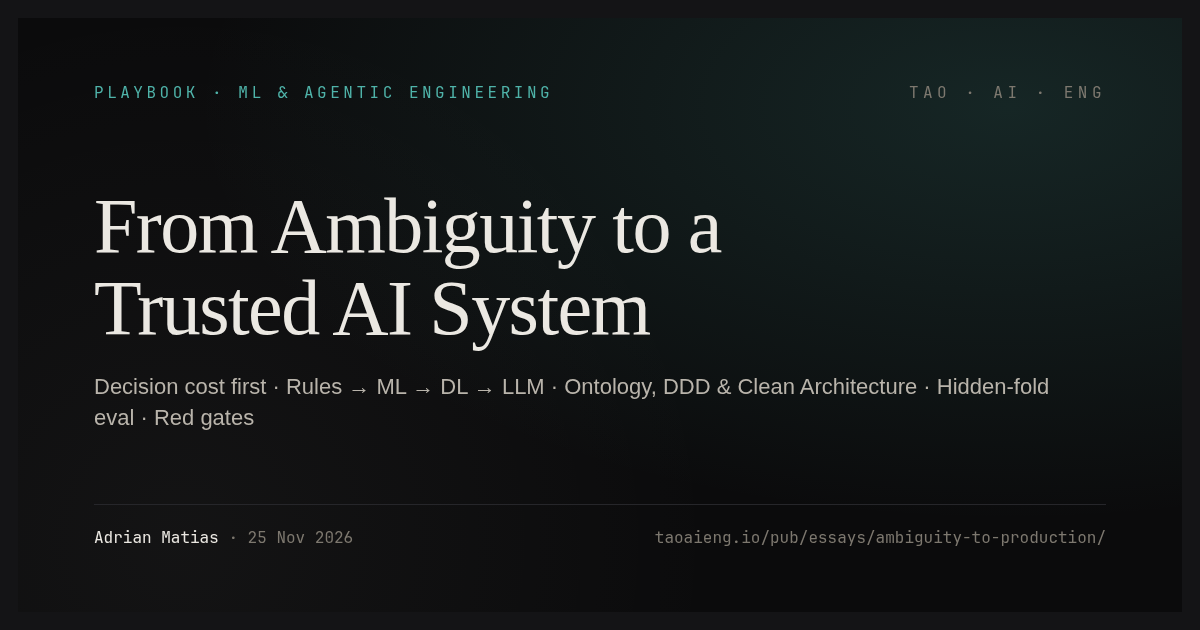 PLAYBOOK · ML & AGENTIC ENGINEERING
TAO · AI · ENG
From Ambiguity to a
Trusted AI System
Decision cost first · Rules → ML → DL → LLM · Ontology, DDD & Clean Architecture · Hidden-fold
eval · Red gates
Adrian Matias · 25 Nov 2026
taoaieng.io/pub/essays/ambiguity-to-production/